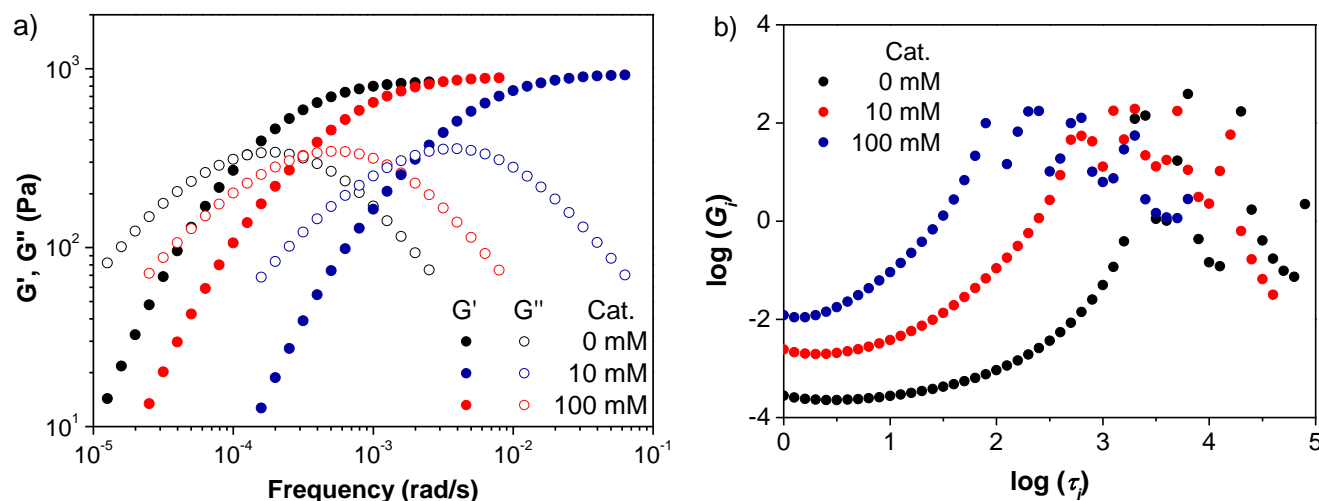 a)
G', G'' (Pa)
10³
10²
10¹
10⁻⁵
10⁻⁴
10⁻³
10⁻²
10⁻¹
Frequency (rad/s)
G' G'' Cat.
0 mM
10 mM
100 mM
b)
log (Gᵢ)
4
2
0
-2
-4
0
1
2
3
4
5
log (τᵢ)
Cat.
0 mM
10 mM
100 mM